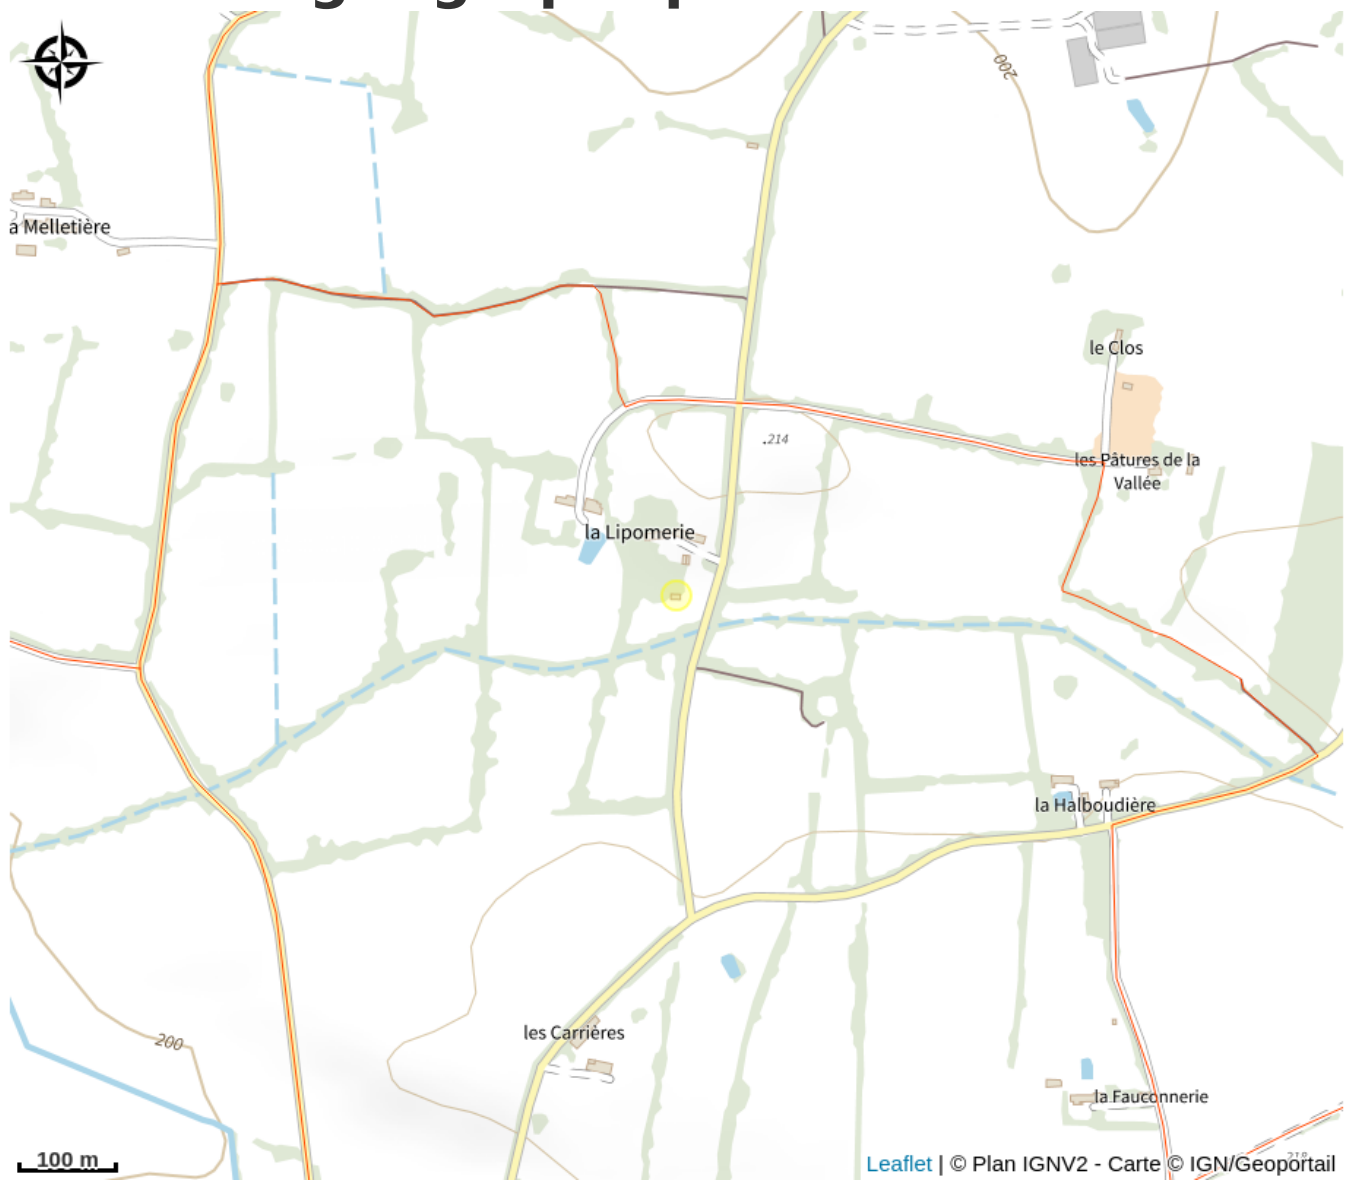 200
a Melletière
le Clos
.214
les Pâtures de la
Vallée
la Lipomerie
la Halboudière
les Carrières
200
la Fauconnerie
100 m
Leaflet | © Plan IGNV2 - Carte © IGN/Geoportail